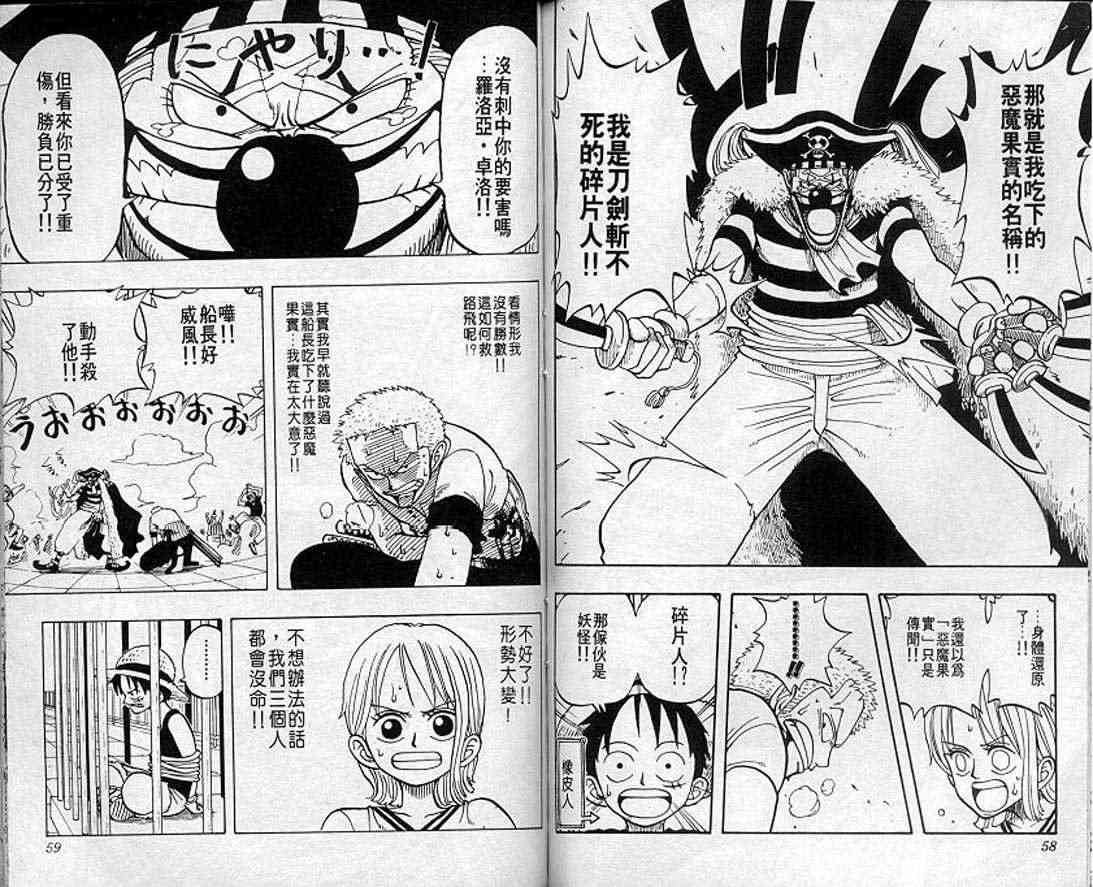 那就是我吃下的
惡魔果實的名稱!!
我是刀劍斬不
死的碎片人!!
…身體還原
了…!!
我還以為
「惡魔果
實」只是
傳聞!!
………………!!
碎片人!?
那傢伙是
妖怪!!
橡皮人
58
にやり…!
沒有刺中你的要害嗎
…羅洛亞・卓洛!!
但看來你已受了重
傷，勝負已分了!!
看情形我
沒有勝數!!
這如何救
路飛呢!?
其實我早就聽說過
這船長吃下了什麼惡魔
果實…我實在太大意了!!
嘩!!
船長好
威風!!
動手殺
了他!!
うおおおおおお
不好了!!
形勢大變！
不想辦法的話
，我們三個人
都會沒命!!
………
59